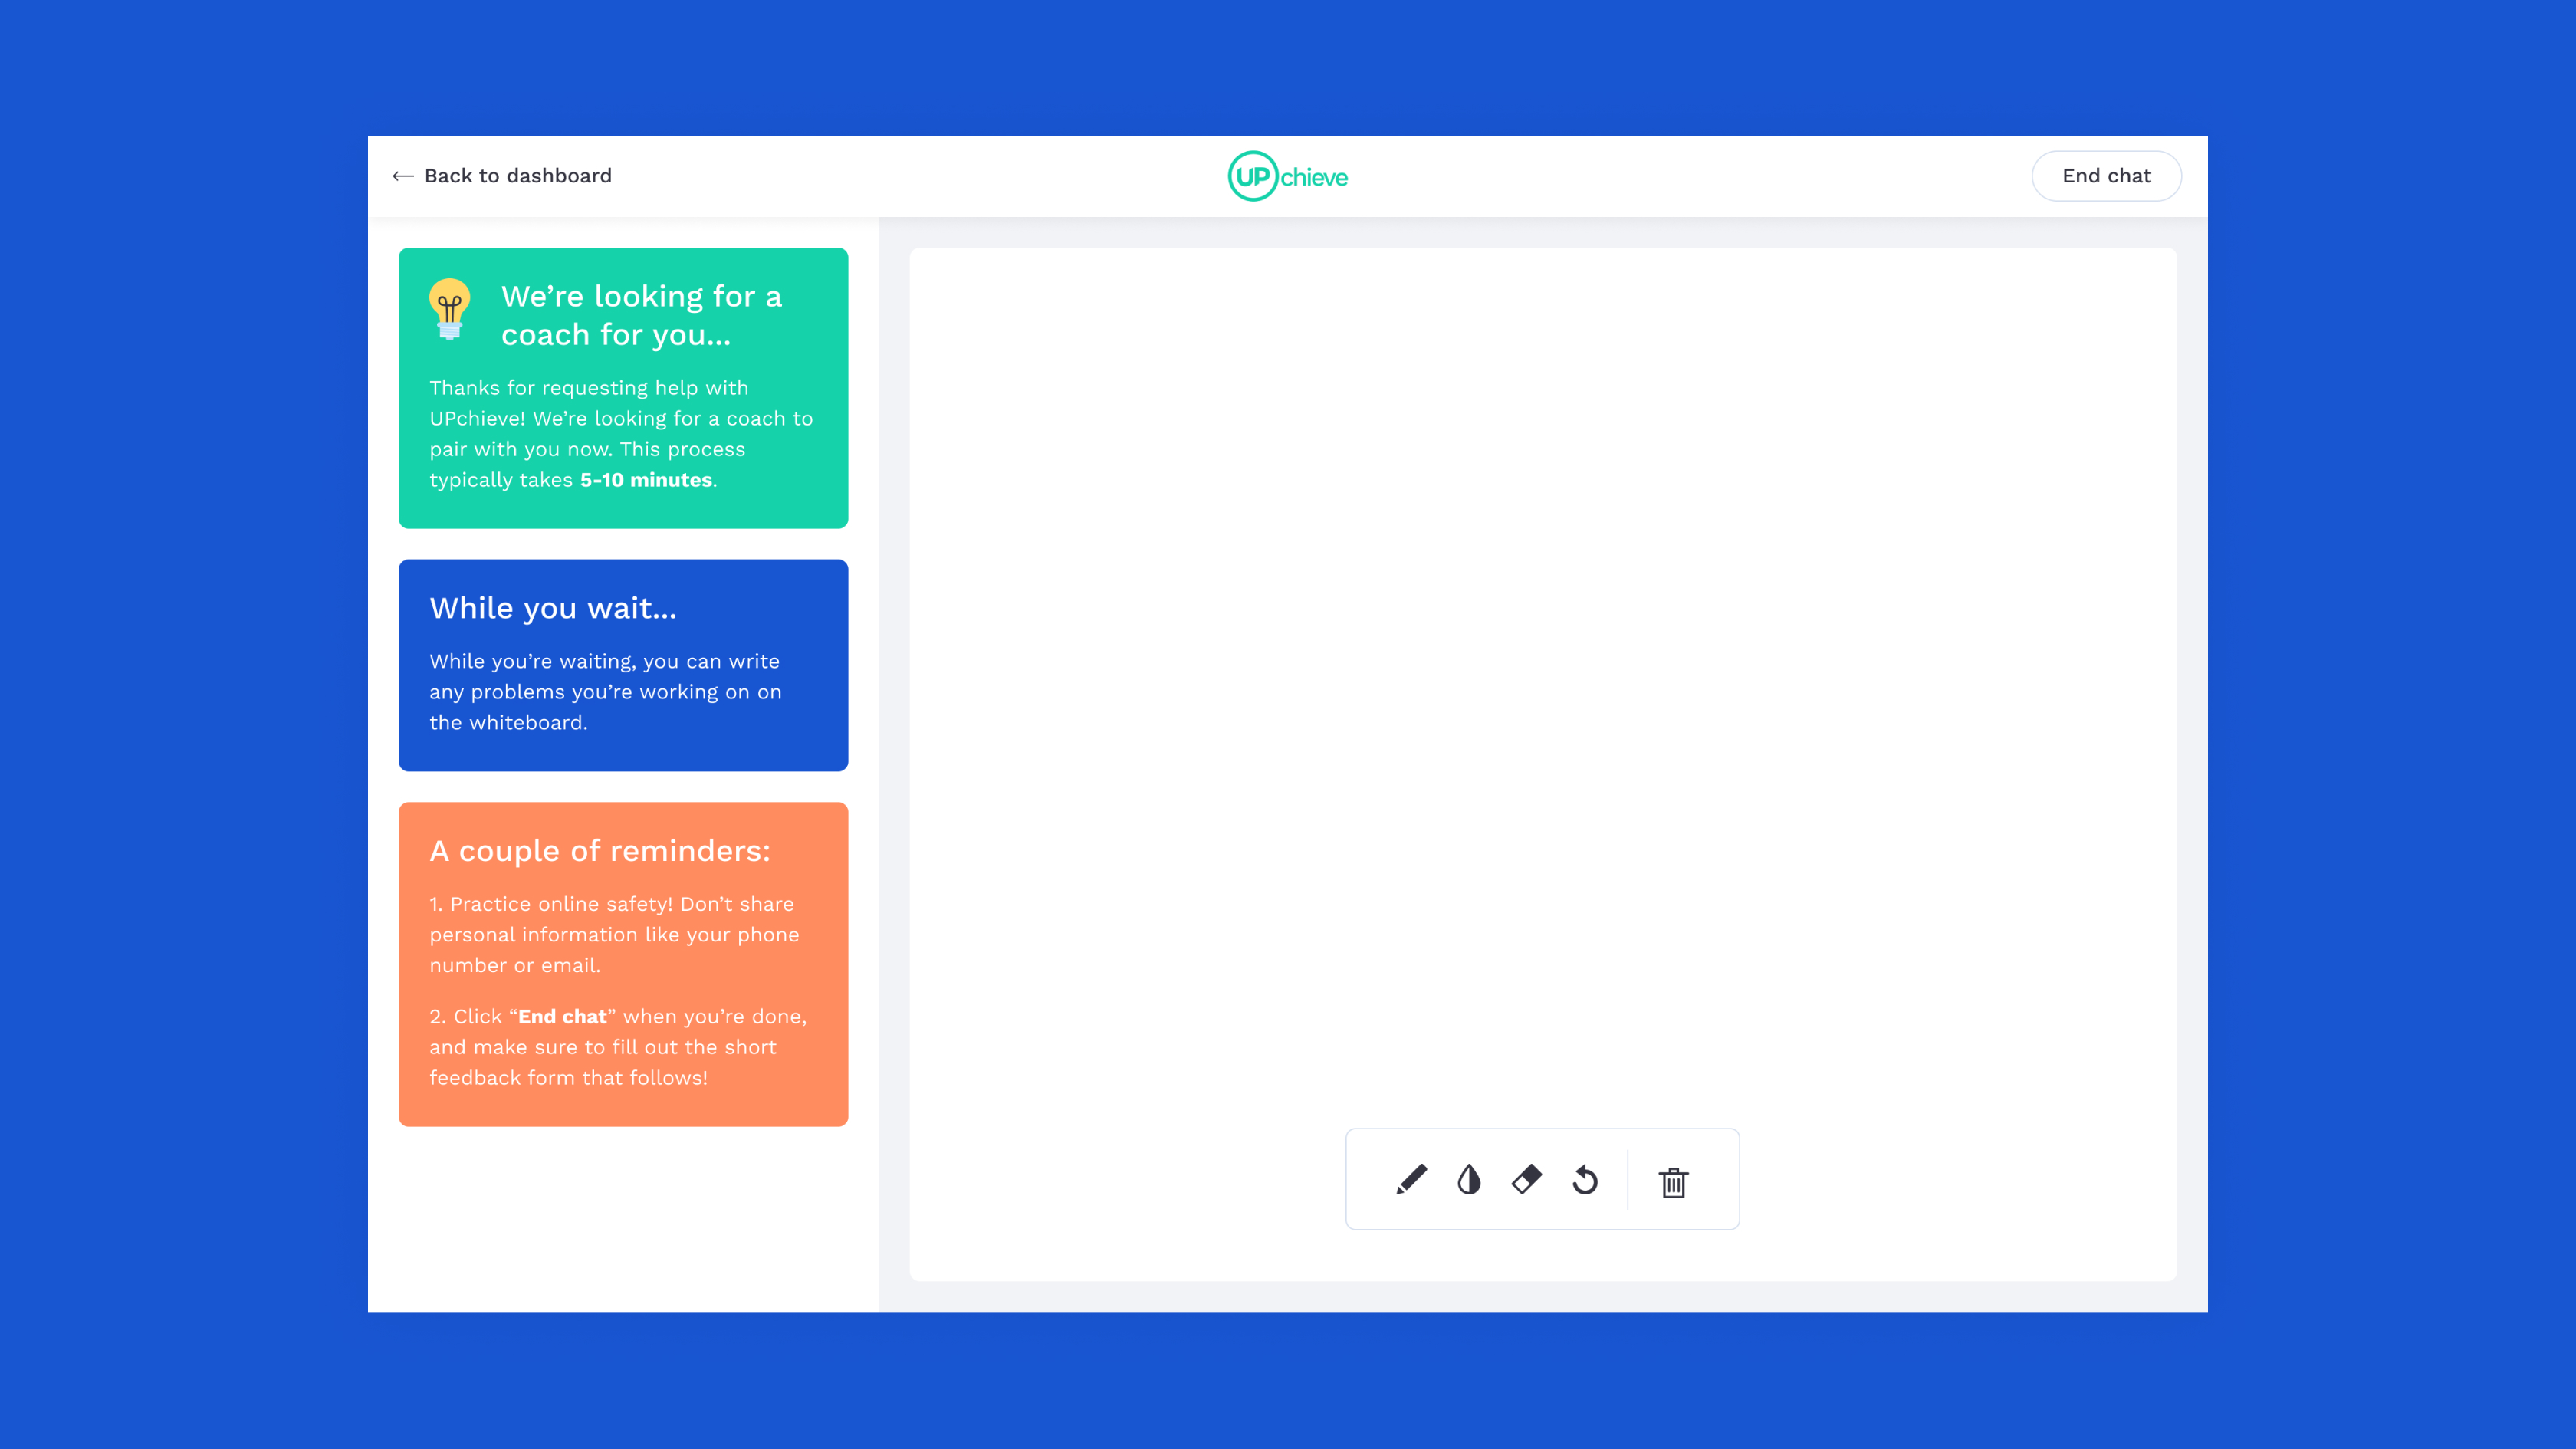 Back to dashboard
UPchieve
End chat
We’re looking for a
coach for you...
Thanks for requesting help with
UPchieve! We’re looking for a coach to
pair with you now. This process
typically takes 5-10 minutes.
While you wait...
While you’re waiting, you can write
any problems you’re working on on
the whiteboard.
A couple of reminders:
1. Practice online safety! Don’t share
personal information like your phone
number or email.
2. Click “End chat” when you’re done,
and make sure to fill out the short
feedback form that follows!